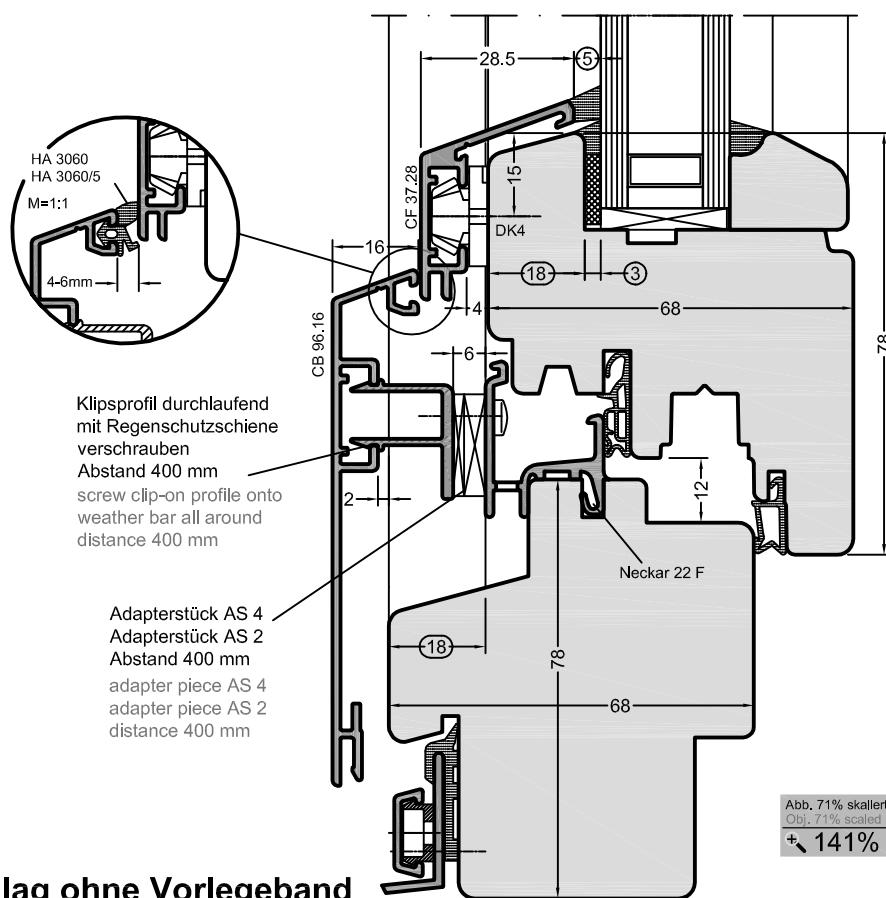 28.5
5
HA 3060
HA 3060/5
M=1:1
4-6mm
CF 37.28
15
DK4
16
18
3
4
68
78
CB 96.16
6
Klipsprofil durchlaufend
mit Regenschutzschiene
verschrauben
Abstand 400 mm
screw clip-on profile onto
weather bar all around
distance 400 mm
2
12
Neckar 22 F
Adapterstück AS 4
Adapterstück AS 2
Abstand 400 mm
adapter piece AS 4
adapter piece AS 2
distance 400 mm
18
78
68
Abb. 71% skaliert
Obj. 71% scaled
141%
lag ohne Vorlegeband